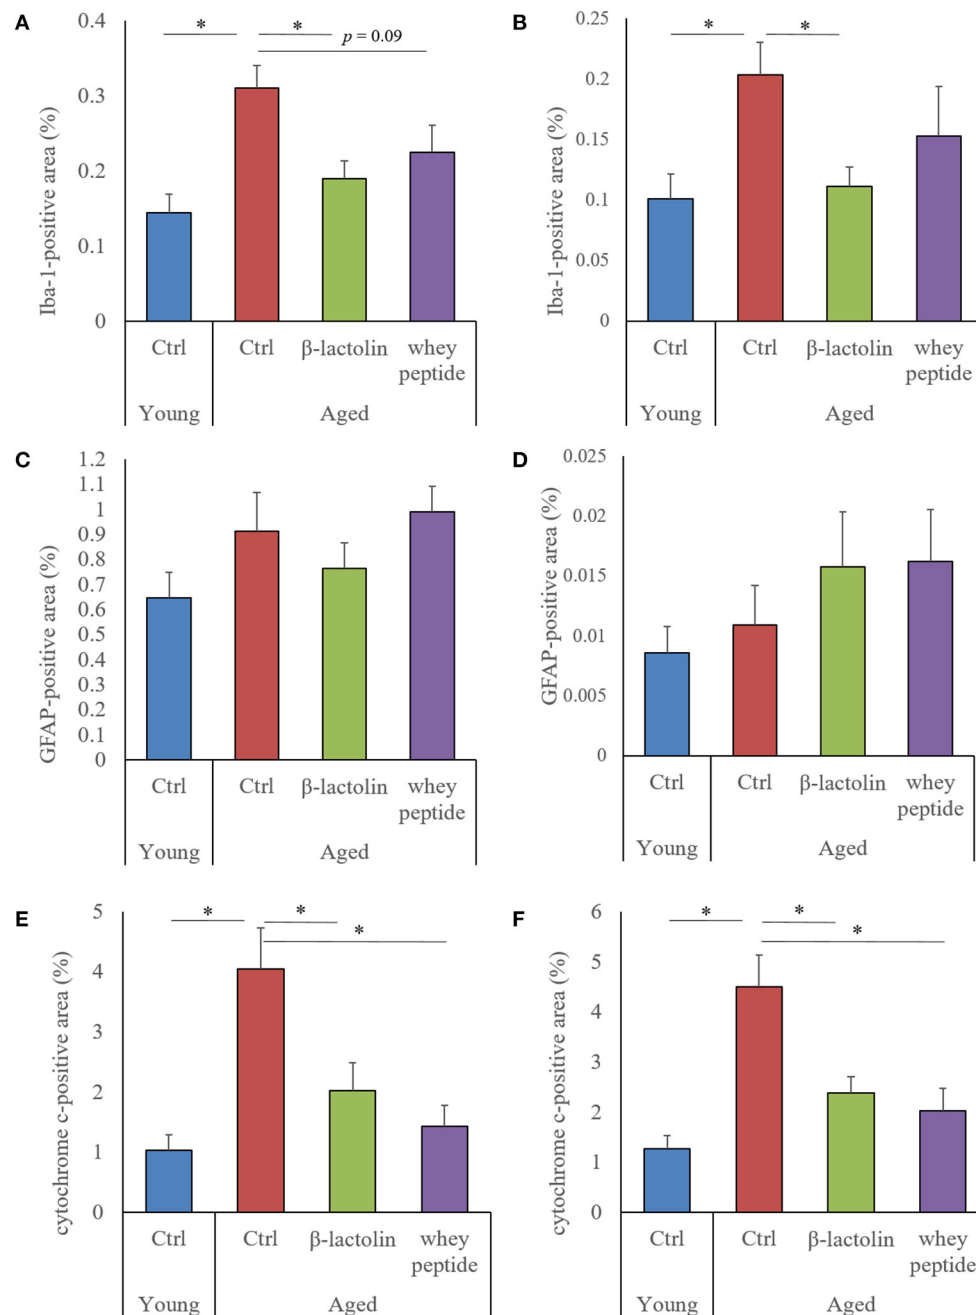 A
Iba-1-positive area (%)
0.4
0.3
0.2
0.1
0
*
*
p = 0.09
Ctrl
Ctrl
β-lactolin
whey
peptide
Young
Aged
B
Iba-1-positive area (%)
0.25
0.2
0.15
0.1
0.05
0
*
*
Ctrl
Ctrl
β-lactolin
whey
peptide
Young
Aged
C
GFAP-positive area (%)
1.2
1.1
1
0.9
0.8
0.7
0.6
0.5
0.4
0.3
0.2
0.1
0
Ctrl
Ctrl
β-lactolin
whey
peptide
Young
Aged
D
GFAP-positive area (%)
0.025
0.02
0.015
0.01
0.005
0
Ctrl
Ctrl
β-lactolin
whey
peptide
Young
Aged
E
cytochrome c-positive area (%)
5
4
3
2
1
0
*
*
*
Ctrl
Ctrl
β-lactolin
whey
peptide
Young
Aged
F
cytochrome c-positive area (%)
6
5
4
3
2
1
0
*
*
*
Ctrl
Ctrl
β-lactolin
whey
peptide
Young
Aged